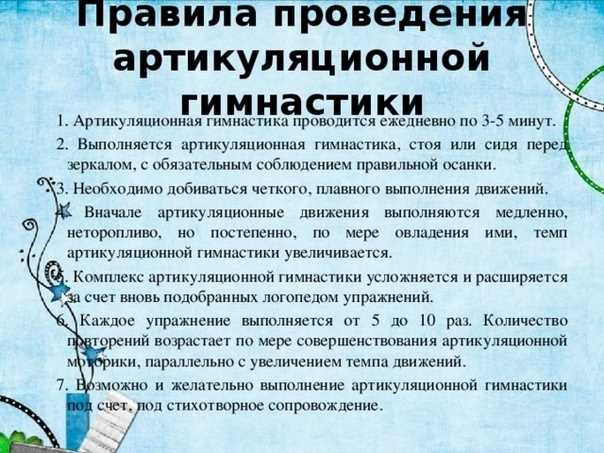 Правила проведения
артикуляционной
гимнастики
1. Артикуляционная гимнастика проводится ежедневно по 3-5 минут.
2. Выполняется артикуляционная гимнастика, стоя или сидя перед
зеркалом, с обязательным соблюдением правильной осанки.
3. Необходимо добиваться четкого, плавного выполнения движений.
Вначале артикуляционные движения выполняются медленно,
неторопливо, но постепенно, по мере овладения ими, темп
артикуляционной гимнастики увеличивается.
5. Комплекс артикуляционной гимнастики усложняется и расширяется
за счет вновь подобранных логопедом упражнений.
6. Каждое упражнение выполняется от 5 до 10 раз. Количество
повторений возрастает по мере совершенствования артикуляционной
моторики, параллельно с увеличением темпа движений.
7. Возможно и желательно выполнение артикуляционной гимнастики
под счет, под стихотворное сопровождение.